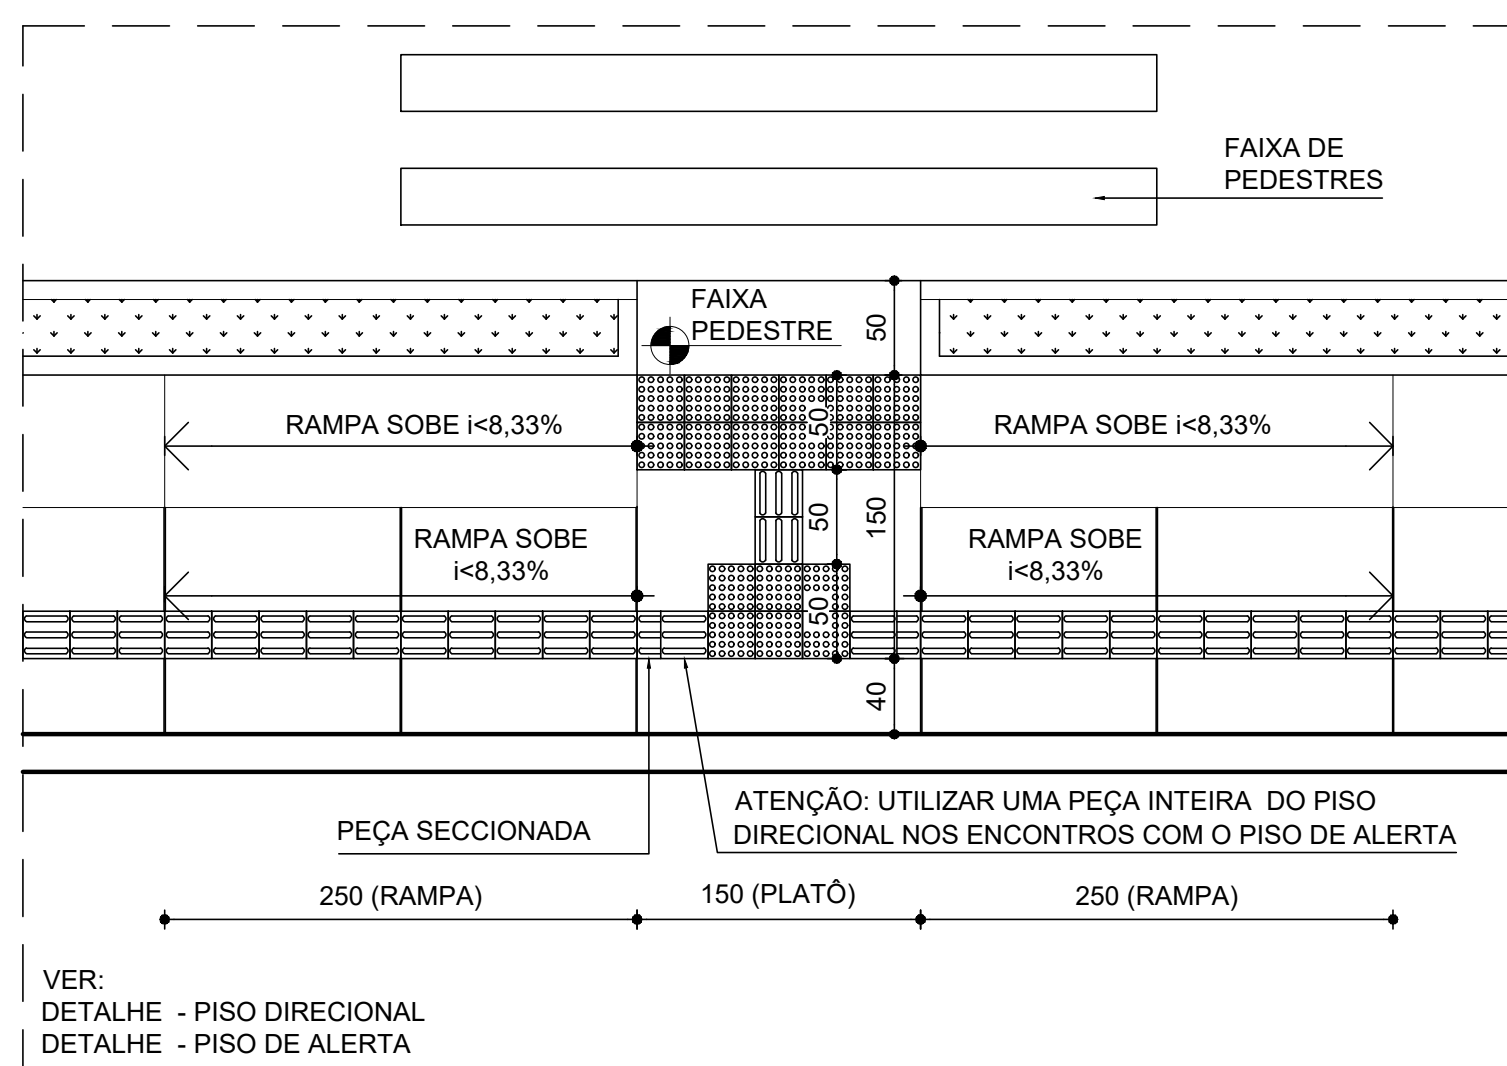 FAIXA DE
PEDESTRES
FAIXA
PEDESTRE
50
RAMPA SOBE i<8,33%
50
RAMPA SOBE i<8,33%
RAMPA SOBE
i<8,33%
50
150
RAMPA SOBE
i<8,33%
50
40
PEÇA SECCIONADA
ATENÇÃO: UTILIZAR UMA PEÇA INTEIRA DO PISO
DIRECIONAL NOS ENCONTROS COM O PISO DE ALERTA
250 (RAMPA)
150 (PLATÔ)
250 (RAMPA)
VER:
DETALHE - PISO DIRECIONAL
DETALHE - PISO DE ALERTA